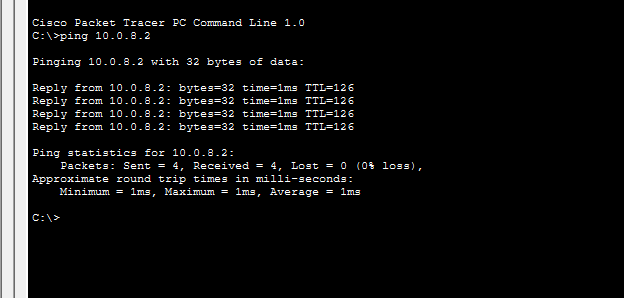 Cisco Packet Tracer PC Command Line 1.0
C:\>ping 10.0.8.2
Pinging 10.0.8.2 with 32 bytes of data:
Reply from 10.0.8.2: bytes=32 time=1ms TTL=126
Reply from 10.0.8.2: bytes=32 time=1ms TTL=126
Reply from 10.0.8.2: bytes=32 time=1ms TTL=126
Reply from 10.0.8.2: bytes=32 time=1ms TTL=126
Ping statistics for 10.0.8.2:
    Packets: Sent = 4, Received = 4, Lost = 0 (0% loss),
Approximate round trip times in milli-seconds:
    Minimum = 1ms, Maximum = 1ms, Average = 1ms
C:\>